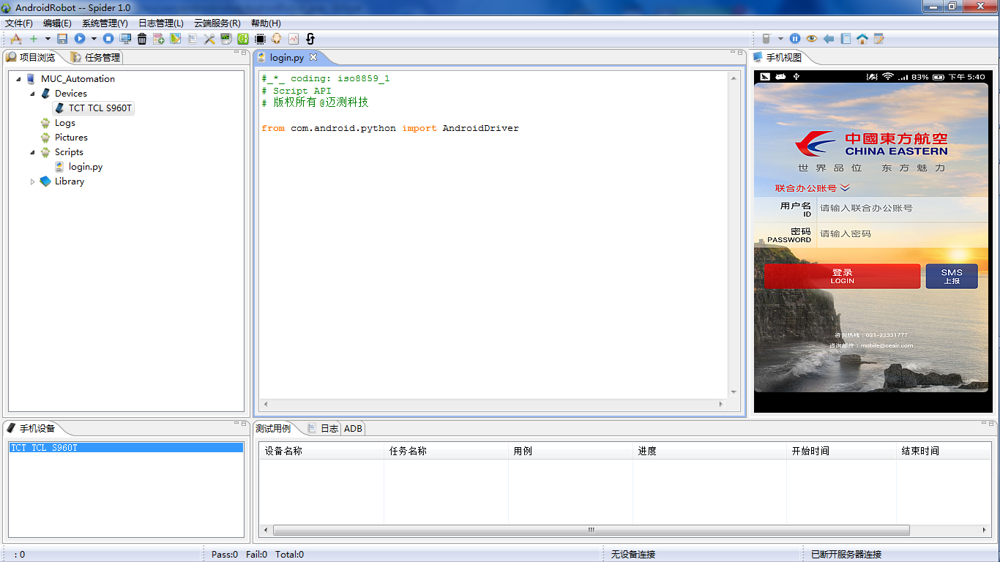 AndroidRobot -- Spider 1.0
文件(F) 编辑(E) 系统管理(Y) 日志管理(L) 云端服务(R) 帮助(H)
项目浏览 任务管理
MUC_Automation
Devices
TCT TCL S960T
Logs
Pictures
Scripts
login.py
Library
login.py
#_*_ coding: iso8859_1
# Script API
# 版权所有@迈测科技
from com.android.python import AndroidDriver
手机视图
83% 下午 5:40
中國東方航空
CHINA EASTERN
世界品位 东方魅力
联合办公账号
用户名 请输入联合办公账号
ID
密码 请输入密码
PASSWORD
登录
LOGIN
SMS
上报
咨询热线：021-22331777
咨询邮件：mobile@ceair.com
手机设备
TCT TCL S960T
测试用例 日志 ADB
设备名称 任务名称 用例 进度 开始时间 结束时间
: 0 Pass:0 Fail:0 Total:0 无设备连接 已断开服务器连接